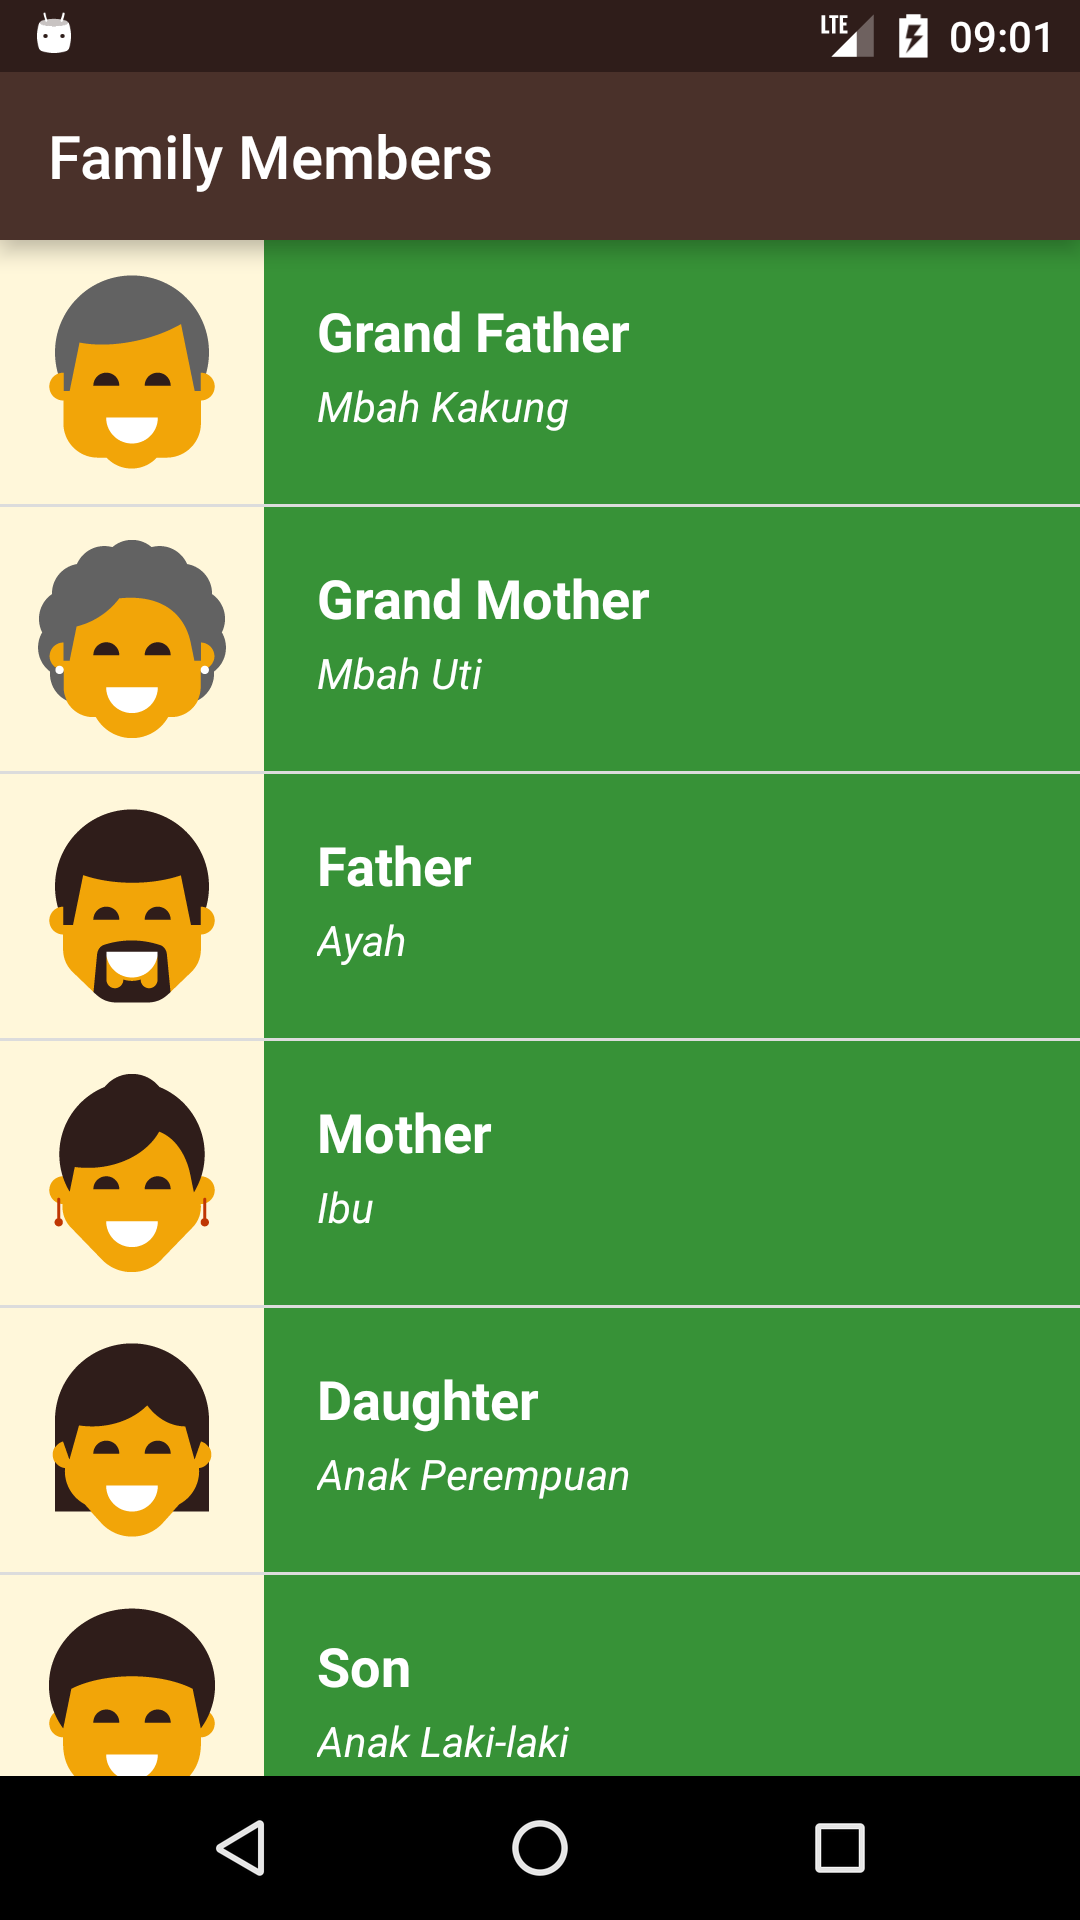 LTE 09:01
Family Members
Grand Father
Mbah Kakung
Grand Mother
Mbah Uti
Father
Ayah
Mother
Ibu
Daughter
Anak Perempuan
Son
Anak Laki-laki